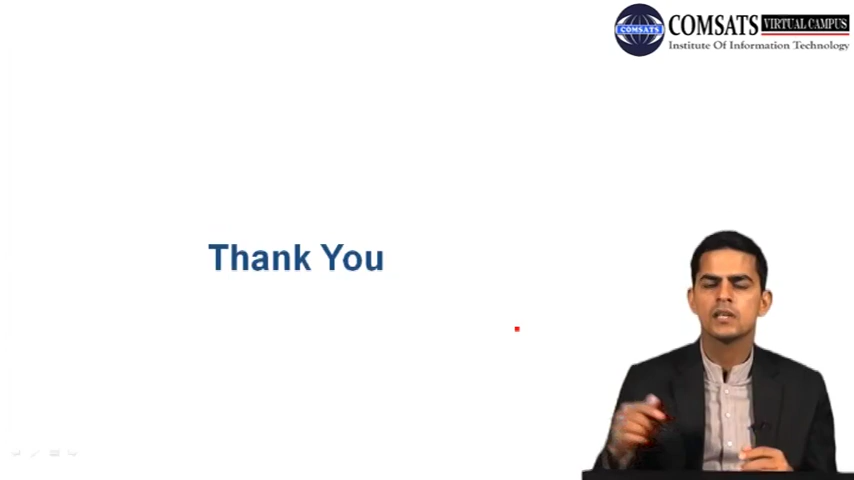 COMSATS VIRTUAL CAMPUS
Institute Of Information Technology
COMSATS
Thank You